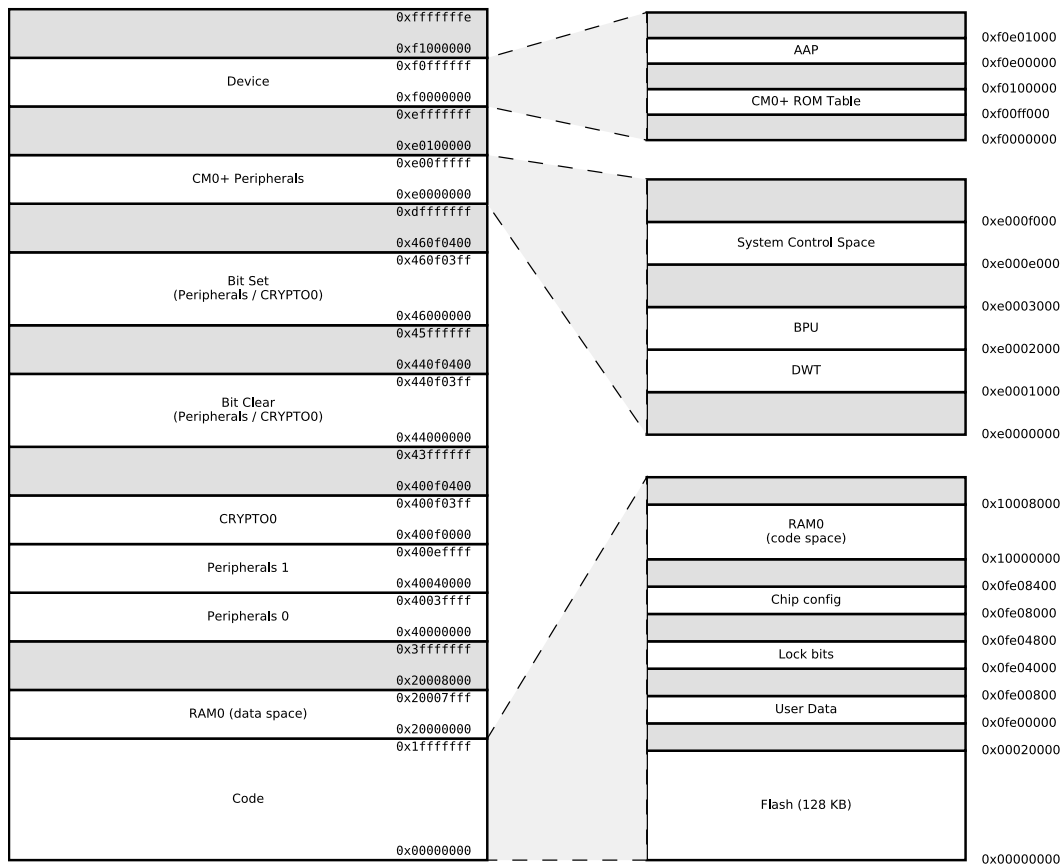 0xfffffffe
0xf1000000
0xf0ffffff
Device
0xf0000000
0xefffffff
0xe0100000
0xe00fffff
CM0+ Peripherals
0xe0000000
0xdfffffff
0x460f0400
0x460f03ff
Bit Set
(Peripherals / CRYPTO0)
0x46000000
0x45ffffff
0x440f0400
0x440f03ff
Bit Clear
(Peripherals / CRYPTO0)
0x44000000
0x43ffffff
0x400f0400
0x400f03ff
CRYPTO0
0x400f0000
0x400effff
Peripherals 1
0x40040000
0x4003ffff
Peripherals 0
0x40000000
0x3fffffff
0x20008000
0x20007fff
RAM0 (data space)
0x20000000
0x1fffffff
Code
0x00000000
0xf0e01000
AAP
0xf0e00000
0xf0100000
CM0+ ROM Table
0xf00ff000
0xf0000000
0xe000f000
System Control Space
0xe000e000
0xe0003000
BPU
0xe0002000
DWT
0xe0001000
0xe0000000
0x10008000
RAM0
(code space)
0x10000000
0x0fe08400
Chip config
0x0fe08000
0x0fe04800
Lock bits
0x0fe04000
0x0fe00800
User Data
0x0fe00000
0x00020000
Flash (128 KB)
0x00000000